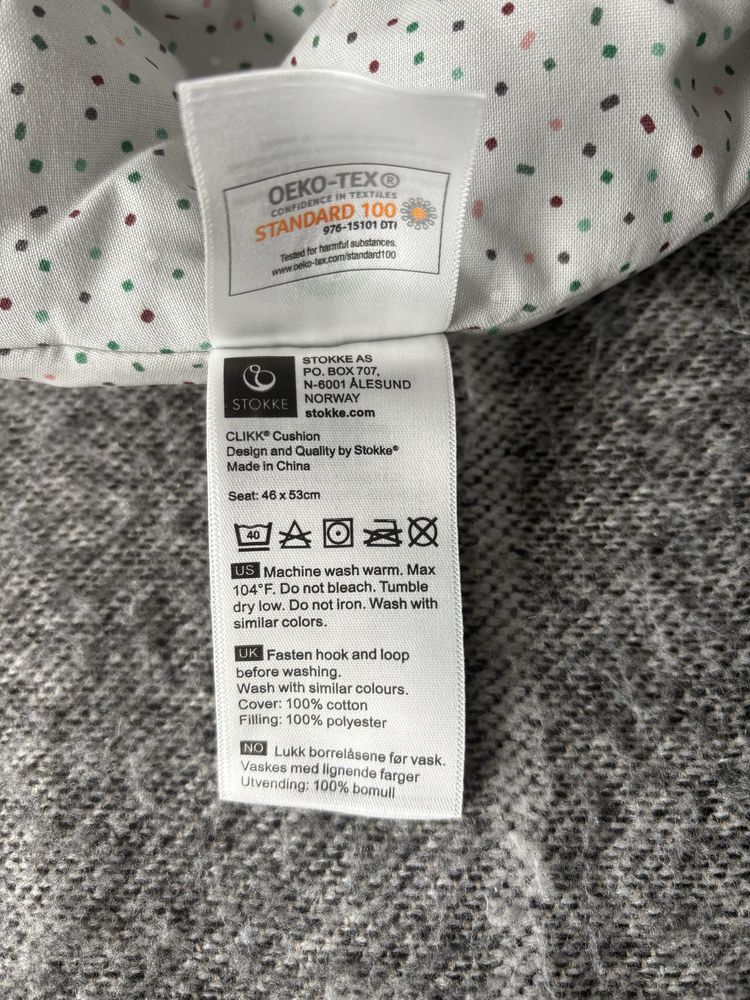 OEKO-TEX®
CONFIDENCE IN TEXTILES
STANDARD 100
976-15101 DTI
Tested for harmful substances.
www.oeko-tex.com/standard100
STOKKE
STOKKE AS
PO. BOX 707,
N-6001 ÅLESUND
NORWAY
stokke.com
CLIKK® Cushion
Design and Quality by Stokke®
Made in China
Seat: 46 x 53cm
40
US Machine wash warm. Max
104°F. Do not bleach. Tumble
dry low. Do not iron. Wash with
similar colors.
UK Fasten hook and loop
before washing.
Wash with similar colours.
Cover: 100% cotton
Filling: 100% polyester
NO Lukk borrelåsene før vask.
Vaskes med lignende farger
Utvending: 100% bomull